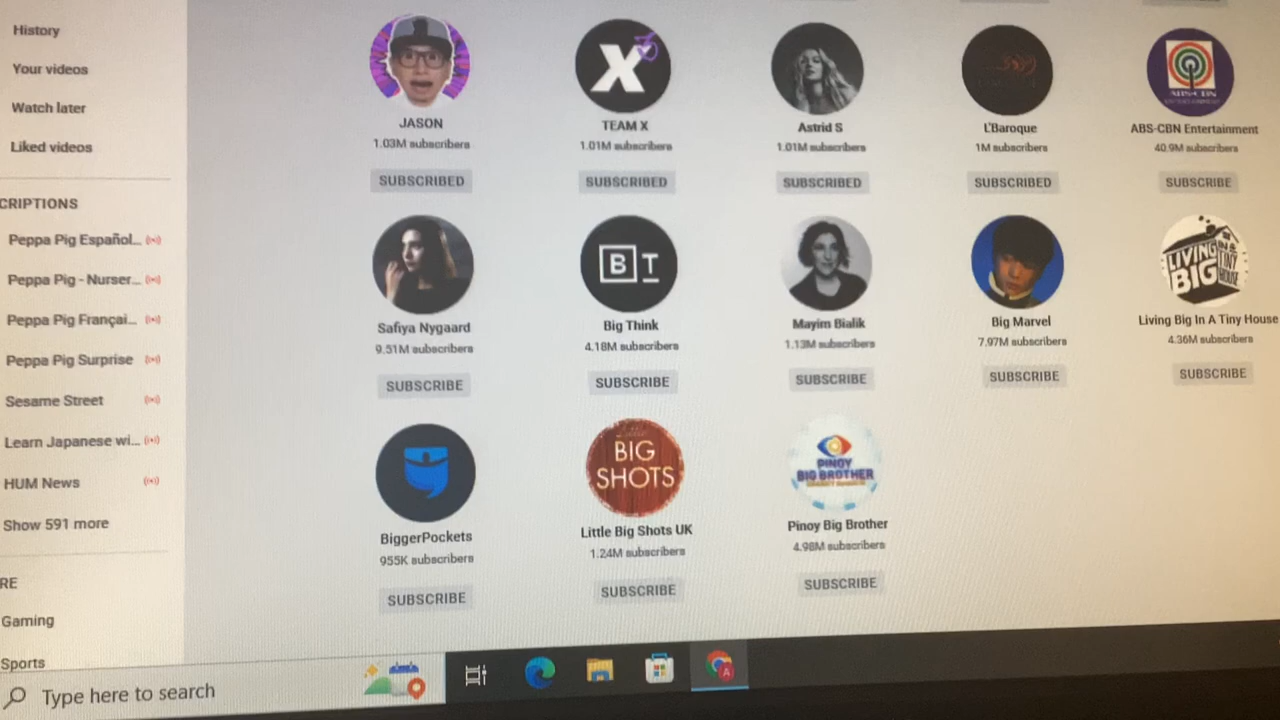 History
Your videos
Watch later
Liked videos
CRIPTIONS
Peppa Pig Español...
Peppa Pig - Nurser...
Peppa Pig Françai...
Peppa Pig Surprise
Sesame Street
Learn Japanese wi...
HUM News
Show 591 more
RE
Gaming
Sports
X
ABS-CBN
JASON
TEAM X
Astrid S
L'Baroque
ABS-CBN Entertainment
1.03M subscribers
1.01M subscribers
1.01M subscribers
1M subscribers
40.9M subscribers
SUBSCRIBED
SUBSCRIBED
SUBSCRIBED
SUBSCRIBED
SUBSCRIBE
BT
LIVING
BIG
IN A
TINY
HOUSE
Safiya Nygaard
Big Think
Mayim Bialik
Big Marvel
Living Big In A Tiny House
9.51M subscribers
4.18M subscribers
1.13M subscribers
7.97M subscribers
4.36M subscribers
SUBSCRIBE
SUBSCRIBE
SUBSCRIBE
SUBSCRIBE
SUBSCRIBE
Little
BIG
SHOTS
PINOY
BIG BROTHER
BiggerPockets
Little Big Shots UK
Pinoy Big Brother
955K subscribers
1.24M subscribers
4.98M subscribers
SUBSCRIBE
SUBSCRIBE
SUBSCRIBE
Type here to search
A